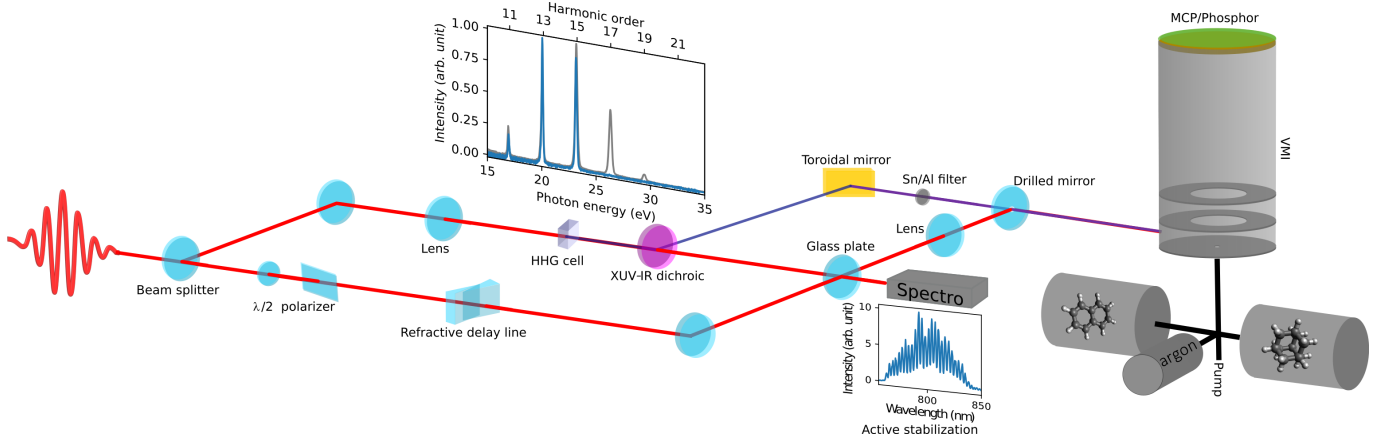 Harmonic order
11 13 15 17 19 21
Intensity (arb. unit)
1.00
0.75
0.50
0.25
0.00
15 20 25 30 35
Photon energy (eV)
MCP/Phosphor
VMI
Toroidal mirror
Sn/Al filter
Drilled mirror
Lens
Lens
HHG cell
XUV-IR dichroic
Glass plate
Beam splitter
λ/2 polarizer
Refractive delay line
Spectro
Intensity (arb. unit)
10
5
0
800 850
Wavelength (nm)
Active stabilization
argon
Pump